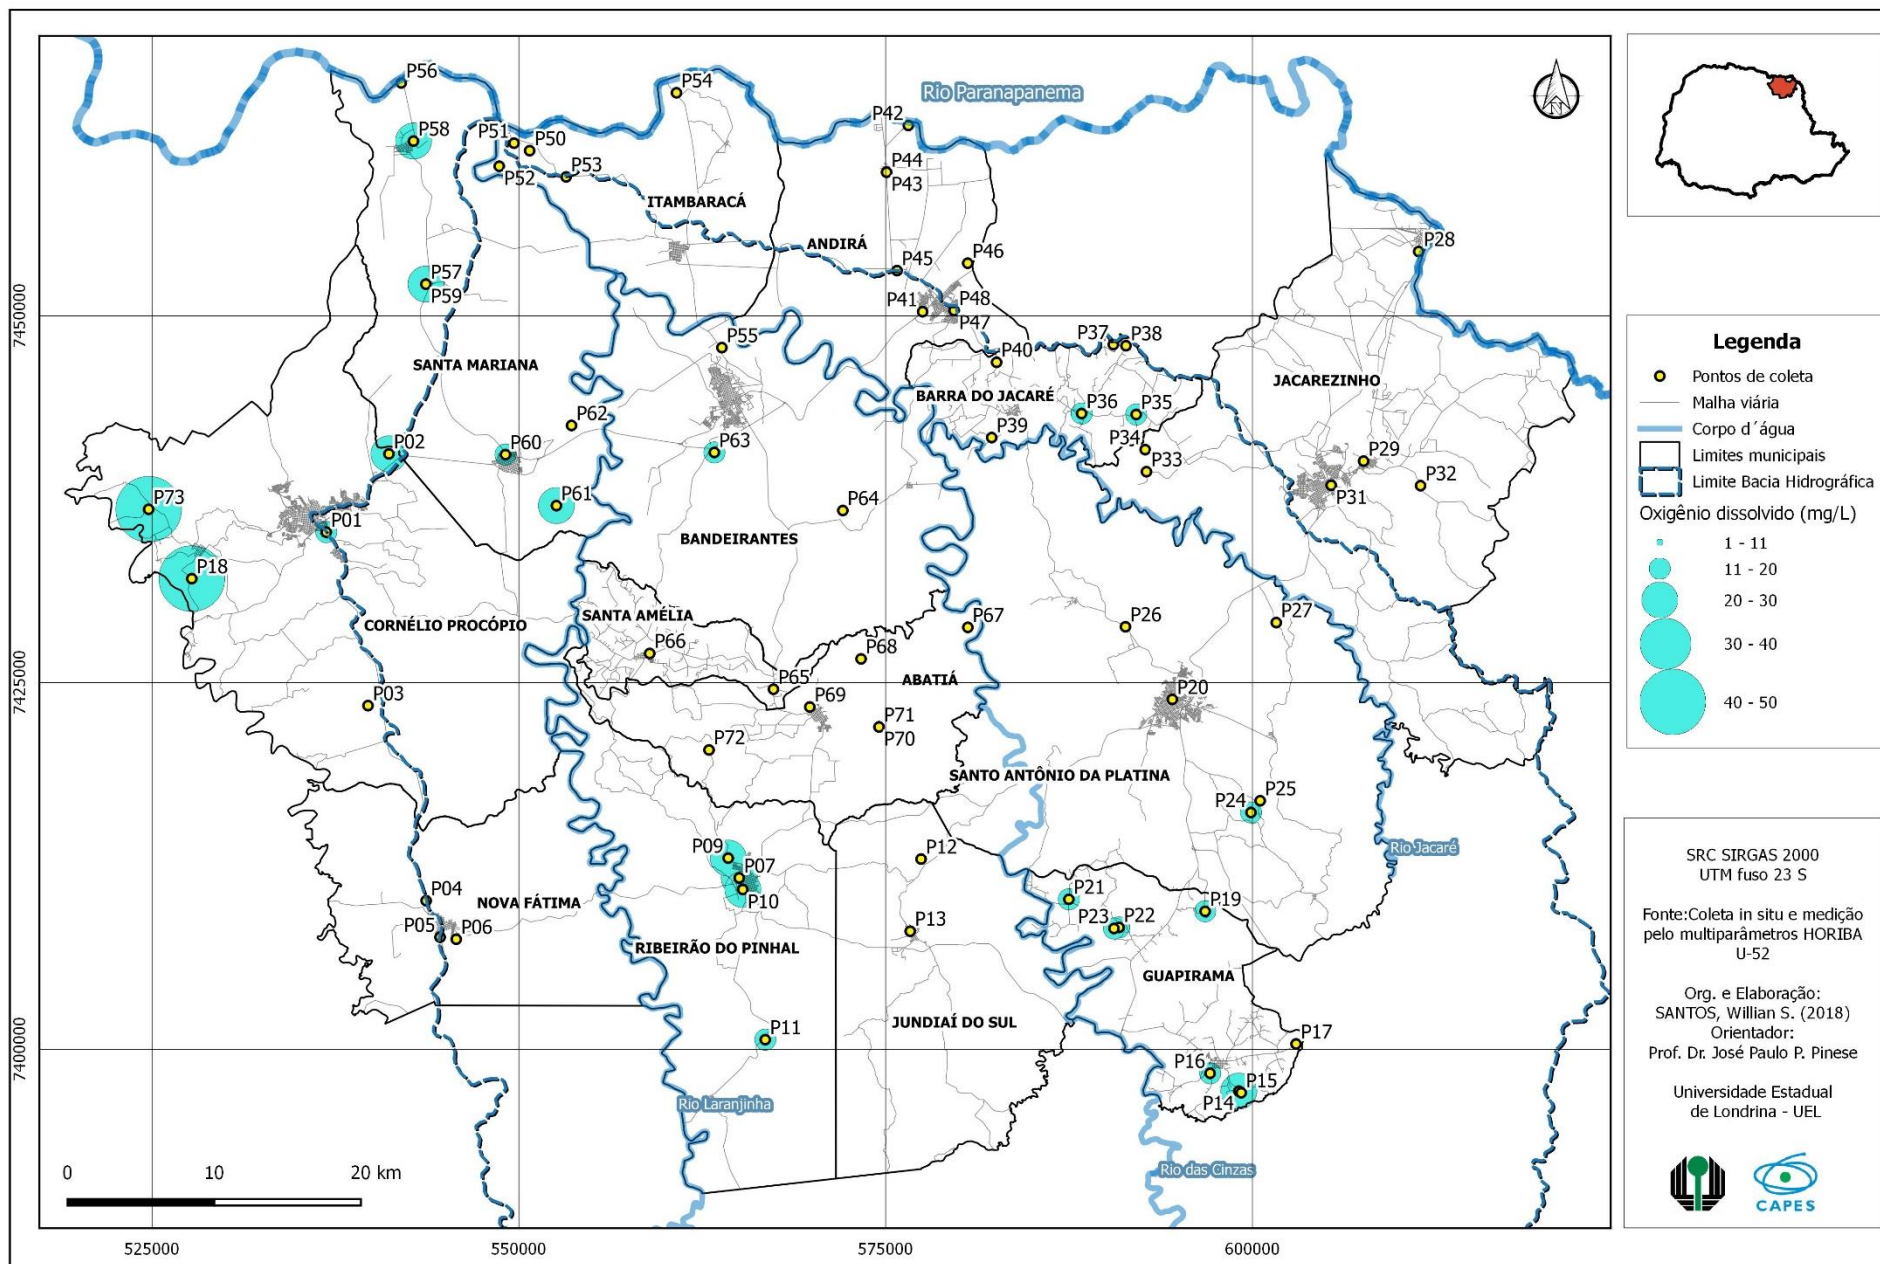 P56
P54
Rio Paranapanema
P42
P58
P51
P50
P44
P53
P43
P52
ITAMBARACÁ
ANDIRÁ
P28
P46
P45
P57
P59
P41
P48
P47
P55
P37
P38
P40
SANTA MARIANA
JACAREZINHO
BARRA DO JACARÉ
P36
P35
P62
P39
P02
P60
P63
P34
P33
P29
P32
P31
P73
P61
P64
P01
BANDEIRANTES
P18
SANTA AMÉLIA
CORNÉLIO PROCÓPIO
P67
P26
P27
P66
P68
ABATIÁ
P65
P69
P20
P03
P71
P70
P72
SANTO ANTÔNIO DA PLATINA
P24
P25
P09
P07
P12
Rio Jacaré
P10
P04
NOVA FÁTIMA
P21
P19
P05
P06
P23
P22
P13
RIBEIRÃO DO PINHAL
GUAPIRAMA
JUNDIAÍ DO SUL
P11
P17
P16
P15
P14
Rio Laranjinha
Rio das Cinzas
0 10 20 km
7450000
7425000
7400000
525000 550000 575000 600000
N
Legenda
Pontos de coleta
Malha viária
Corpo d´água
Limites municipais
Limite Bacia Hidrográfica
Oxigênio dissolvido (mg/L)
1 - 11
11 - 20
20 - 30
30 - 40
40 - 50
SRC SIRGAS 2000
UTM fuso 23 S
Fonte:Coleta in situ e medição
pelo multiparâmetros HORIBA
U-52
Org. e Elaboração:
SANTOS, Willian S. (2018)
Orientador:
Prof. Dr. José Paulo P. Pinese
Universidade Estadual
de Londrina - UEL
CAPES